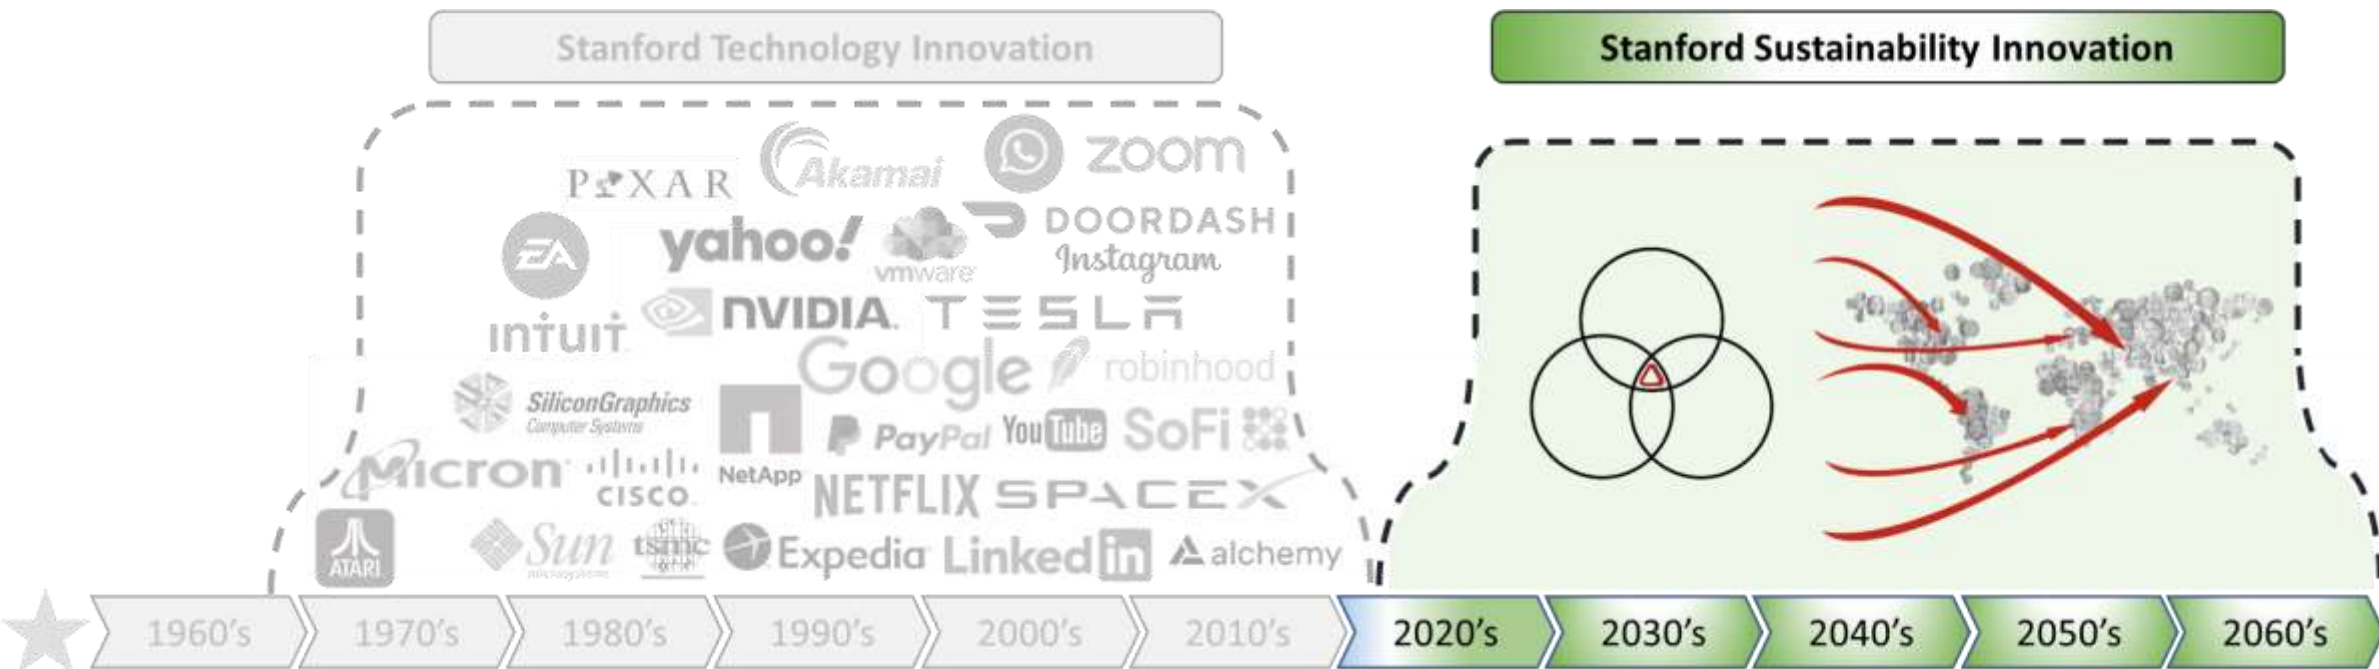 Stanford Technology Innovation
Stanford Sustainability Innovation
PIXAR
Akamai
zoom
EA
yahoo!
vmware
DOORDASH
Instagram
INTUIT
NVIDIA.
TESLA
Google
robinhood
SiliconGraphics
Computer Systems
NetApp
PayPal
YouTube
SoFi
Micron
CISCO
NETFLIX
SPACEX
ATARI
Sun
microsystems
tsmc
Expedia
Linkedin
alchemy
1960's
1970's
1980's
1990's
2000's
2010's
2020's
2030's
2040's
2050's
2060's